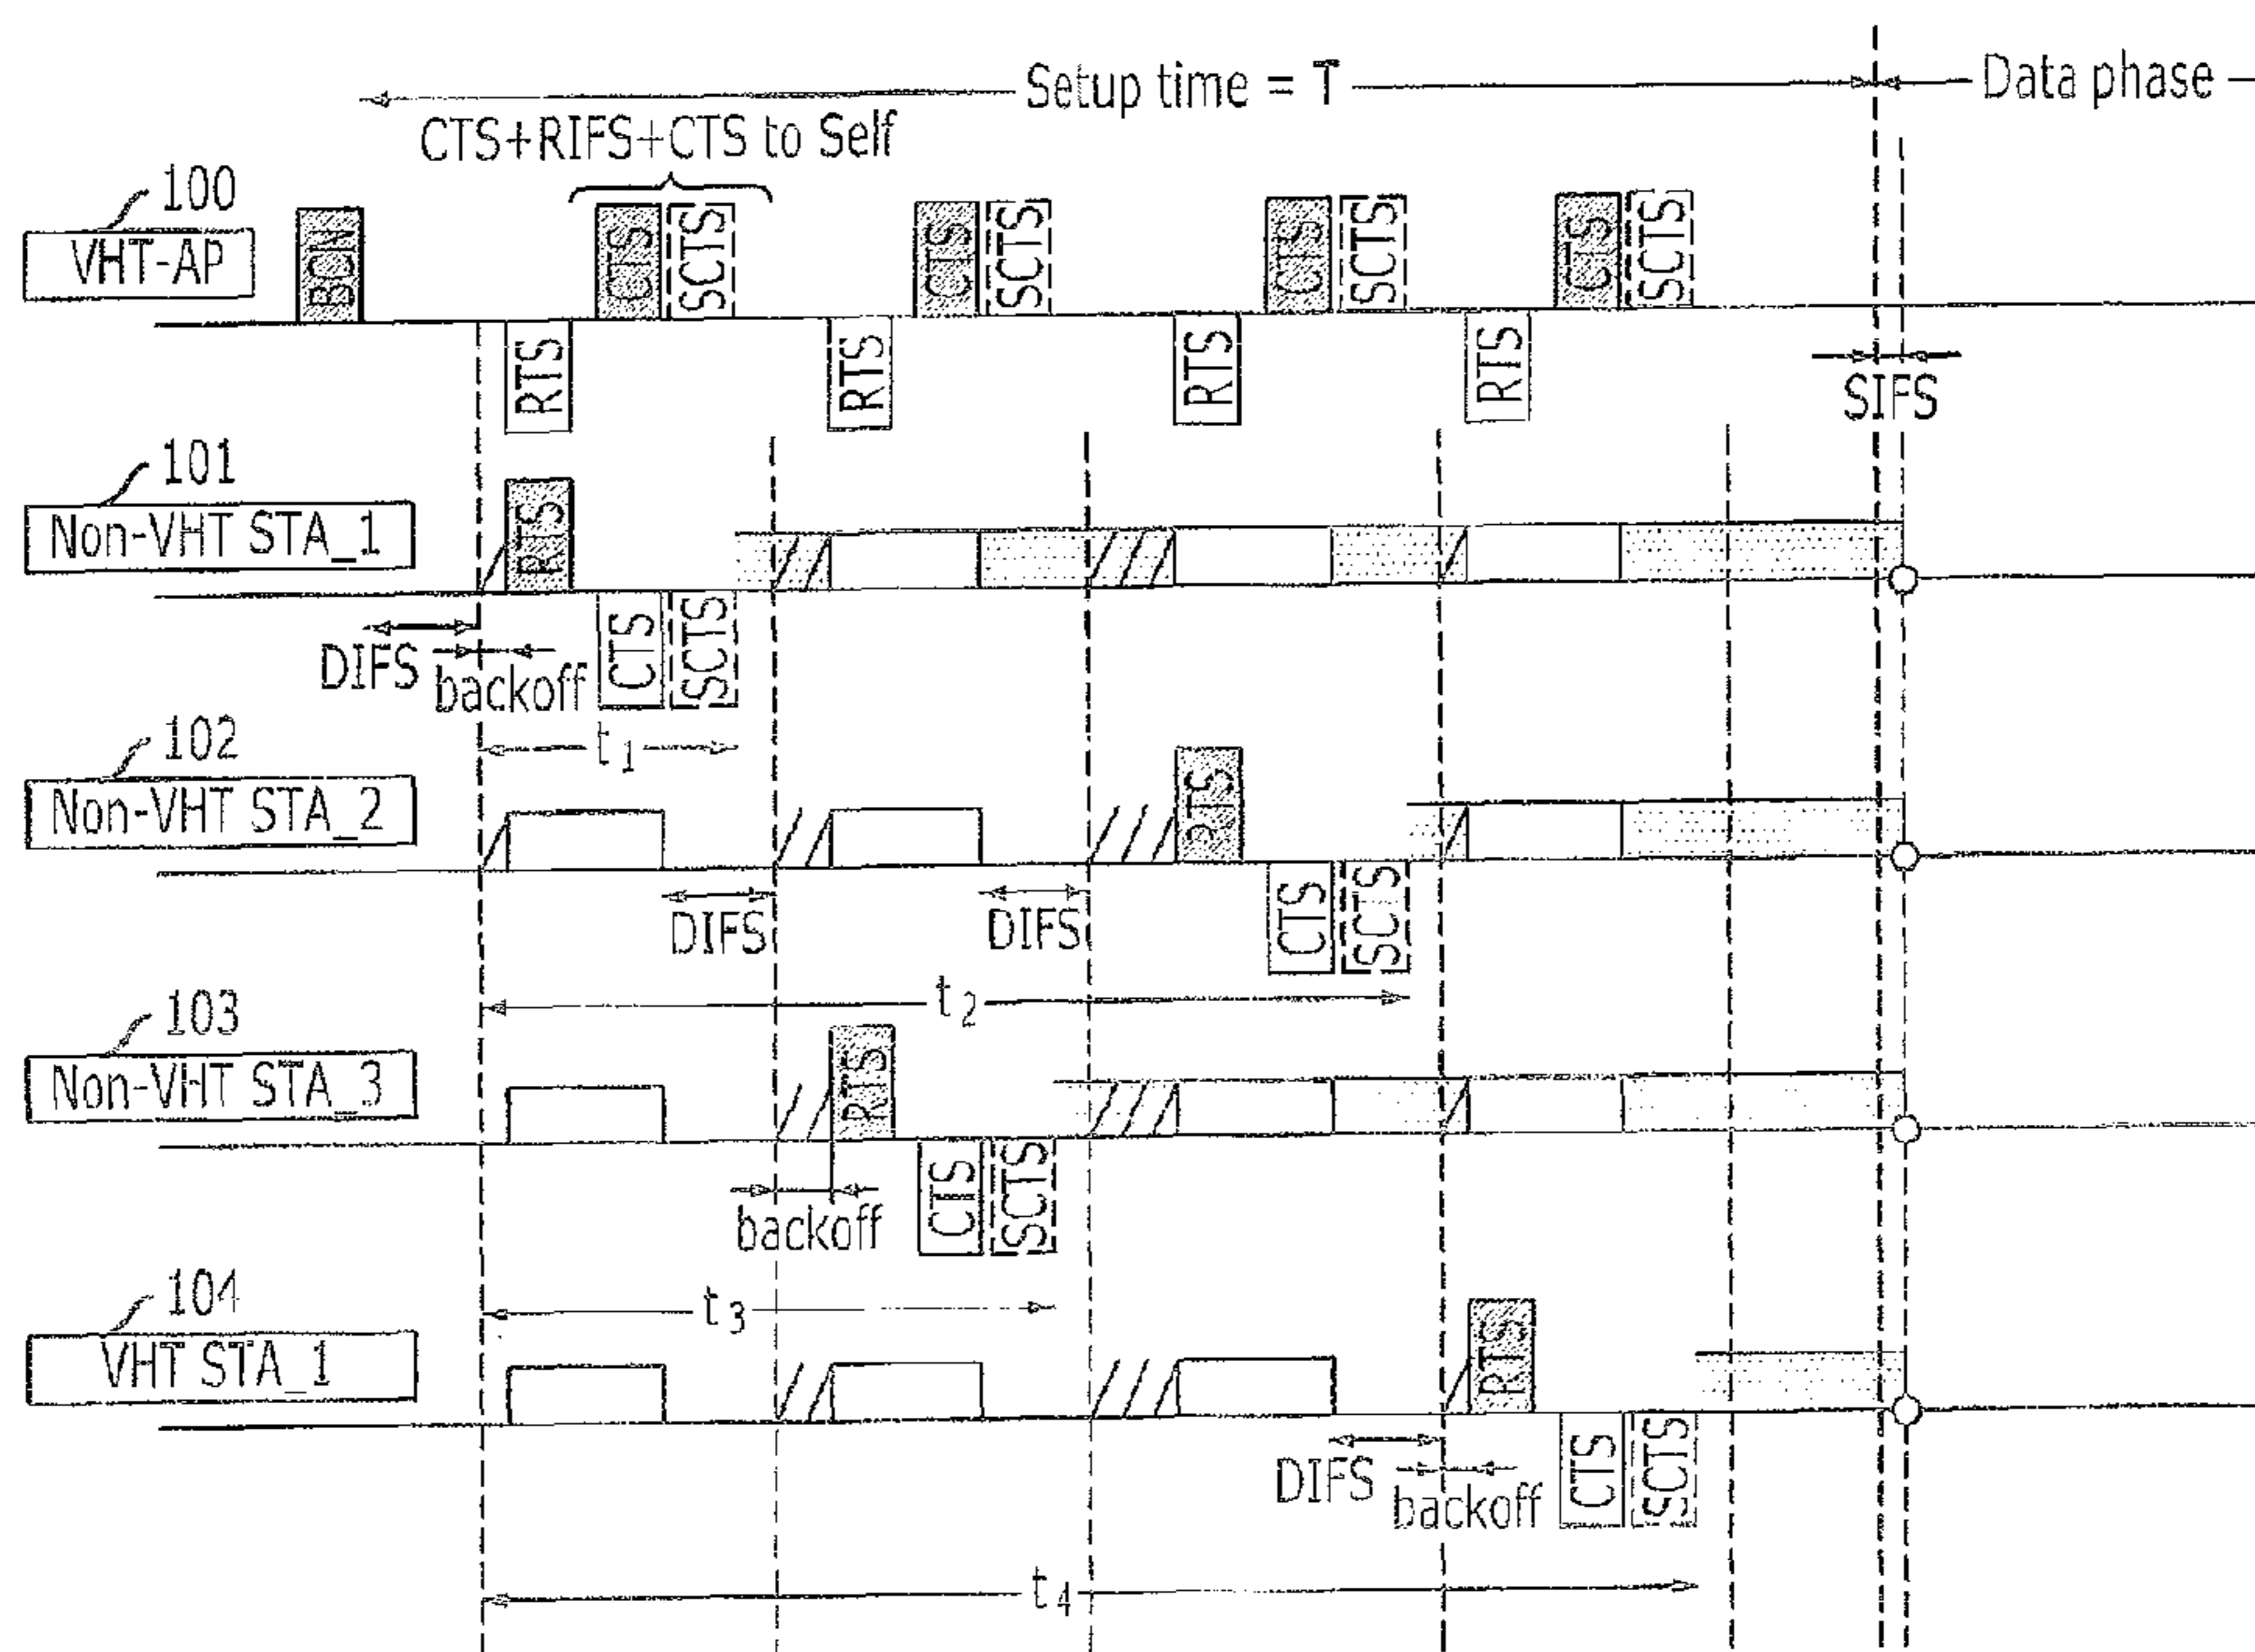 Setup time = T
Data phase
CTS+RIFS+CTS to Self
100
VHT-AP
BCN
CTS
SCTS
CTS
SCTS
CTS
SCTS
CTS
SCTS
RTS
RTS
RTS
RTS
SIFS
101
Non-VHT STA_1
RTS
CTS
SCTS
DIFS
backoff
t1
102
Non-VHT STA_2
RTS
DIFS
DIFS
CTS
SCTS
t2
103
Non-VHT STA_3
RTS
CTS
SCTS
backoff
t3
104
VHT STA_1
RTS
DIFS
backoff
CTS
SCTS
t4